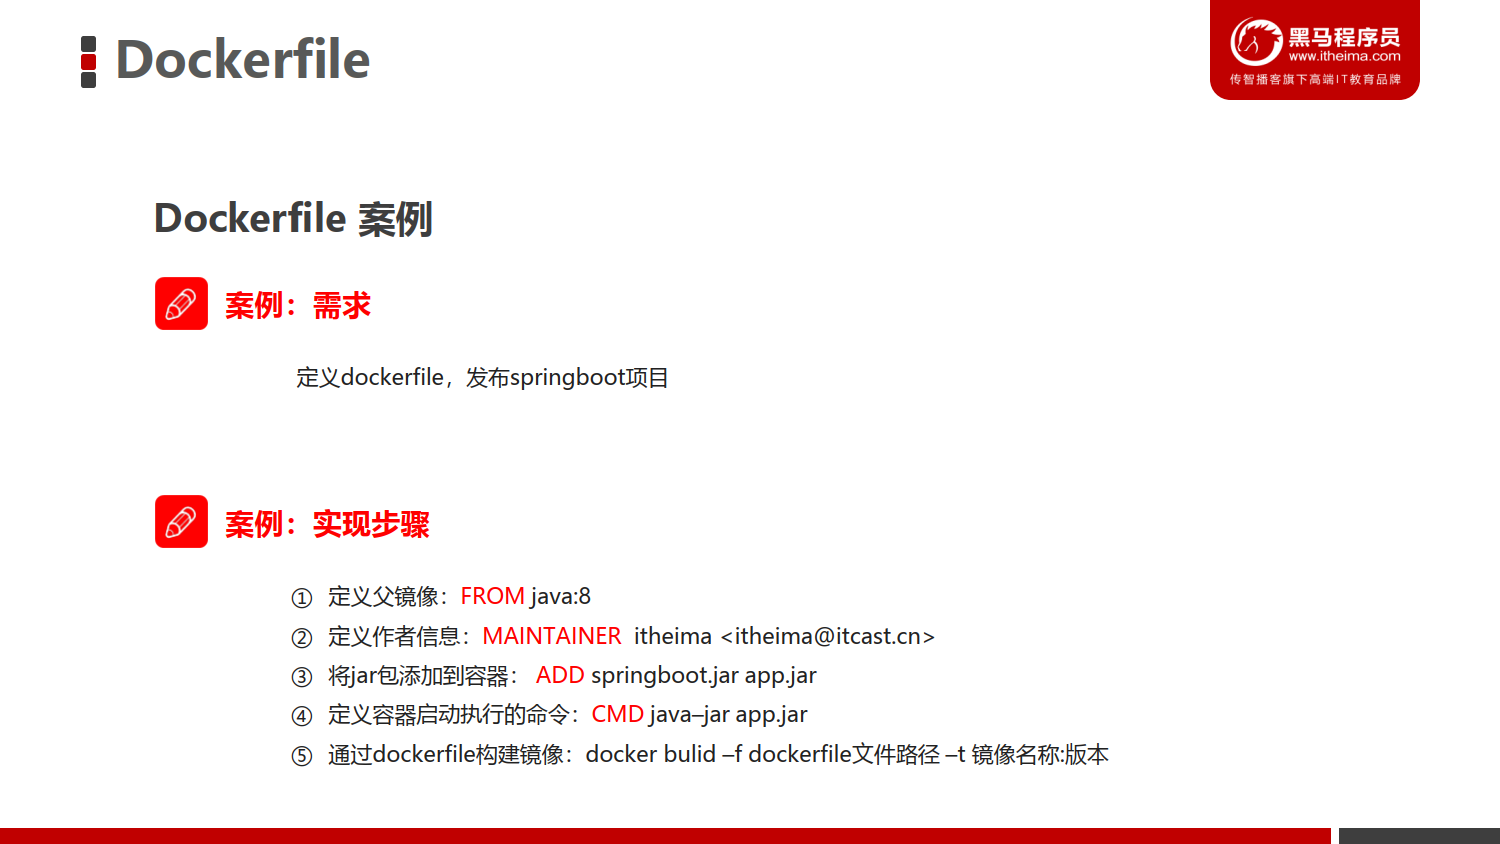 Dockerfile
黑马程序员
www.itheima.com
传智播客旗下高端IT教育品牌
Dockerfile 案例
案例：需求
定义dockerfile，发布springboot项目
案例：实现步骤
① 定义父镜像：FROM java:8
② 定义作者信息：MAINTAINER itheima <itheima@itcast.cn>
③ 将jar包添加到容器： ADD springboot.jar app.jar
④ 定义容器启动执行的命令：CMD java–jar app.jar
⑤ 通过dockerfile构建镜像：docker bulid –f dockerfile文件路径 –t 镜像名称:版本